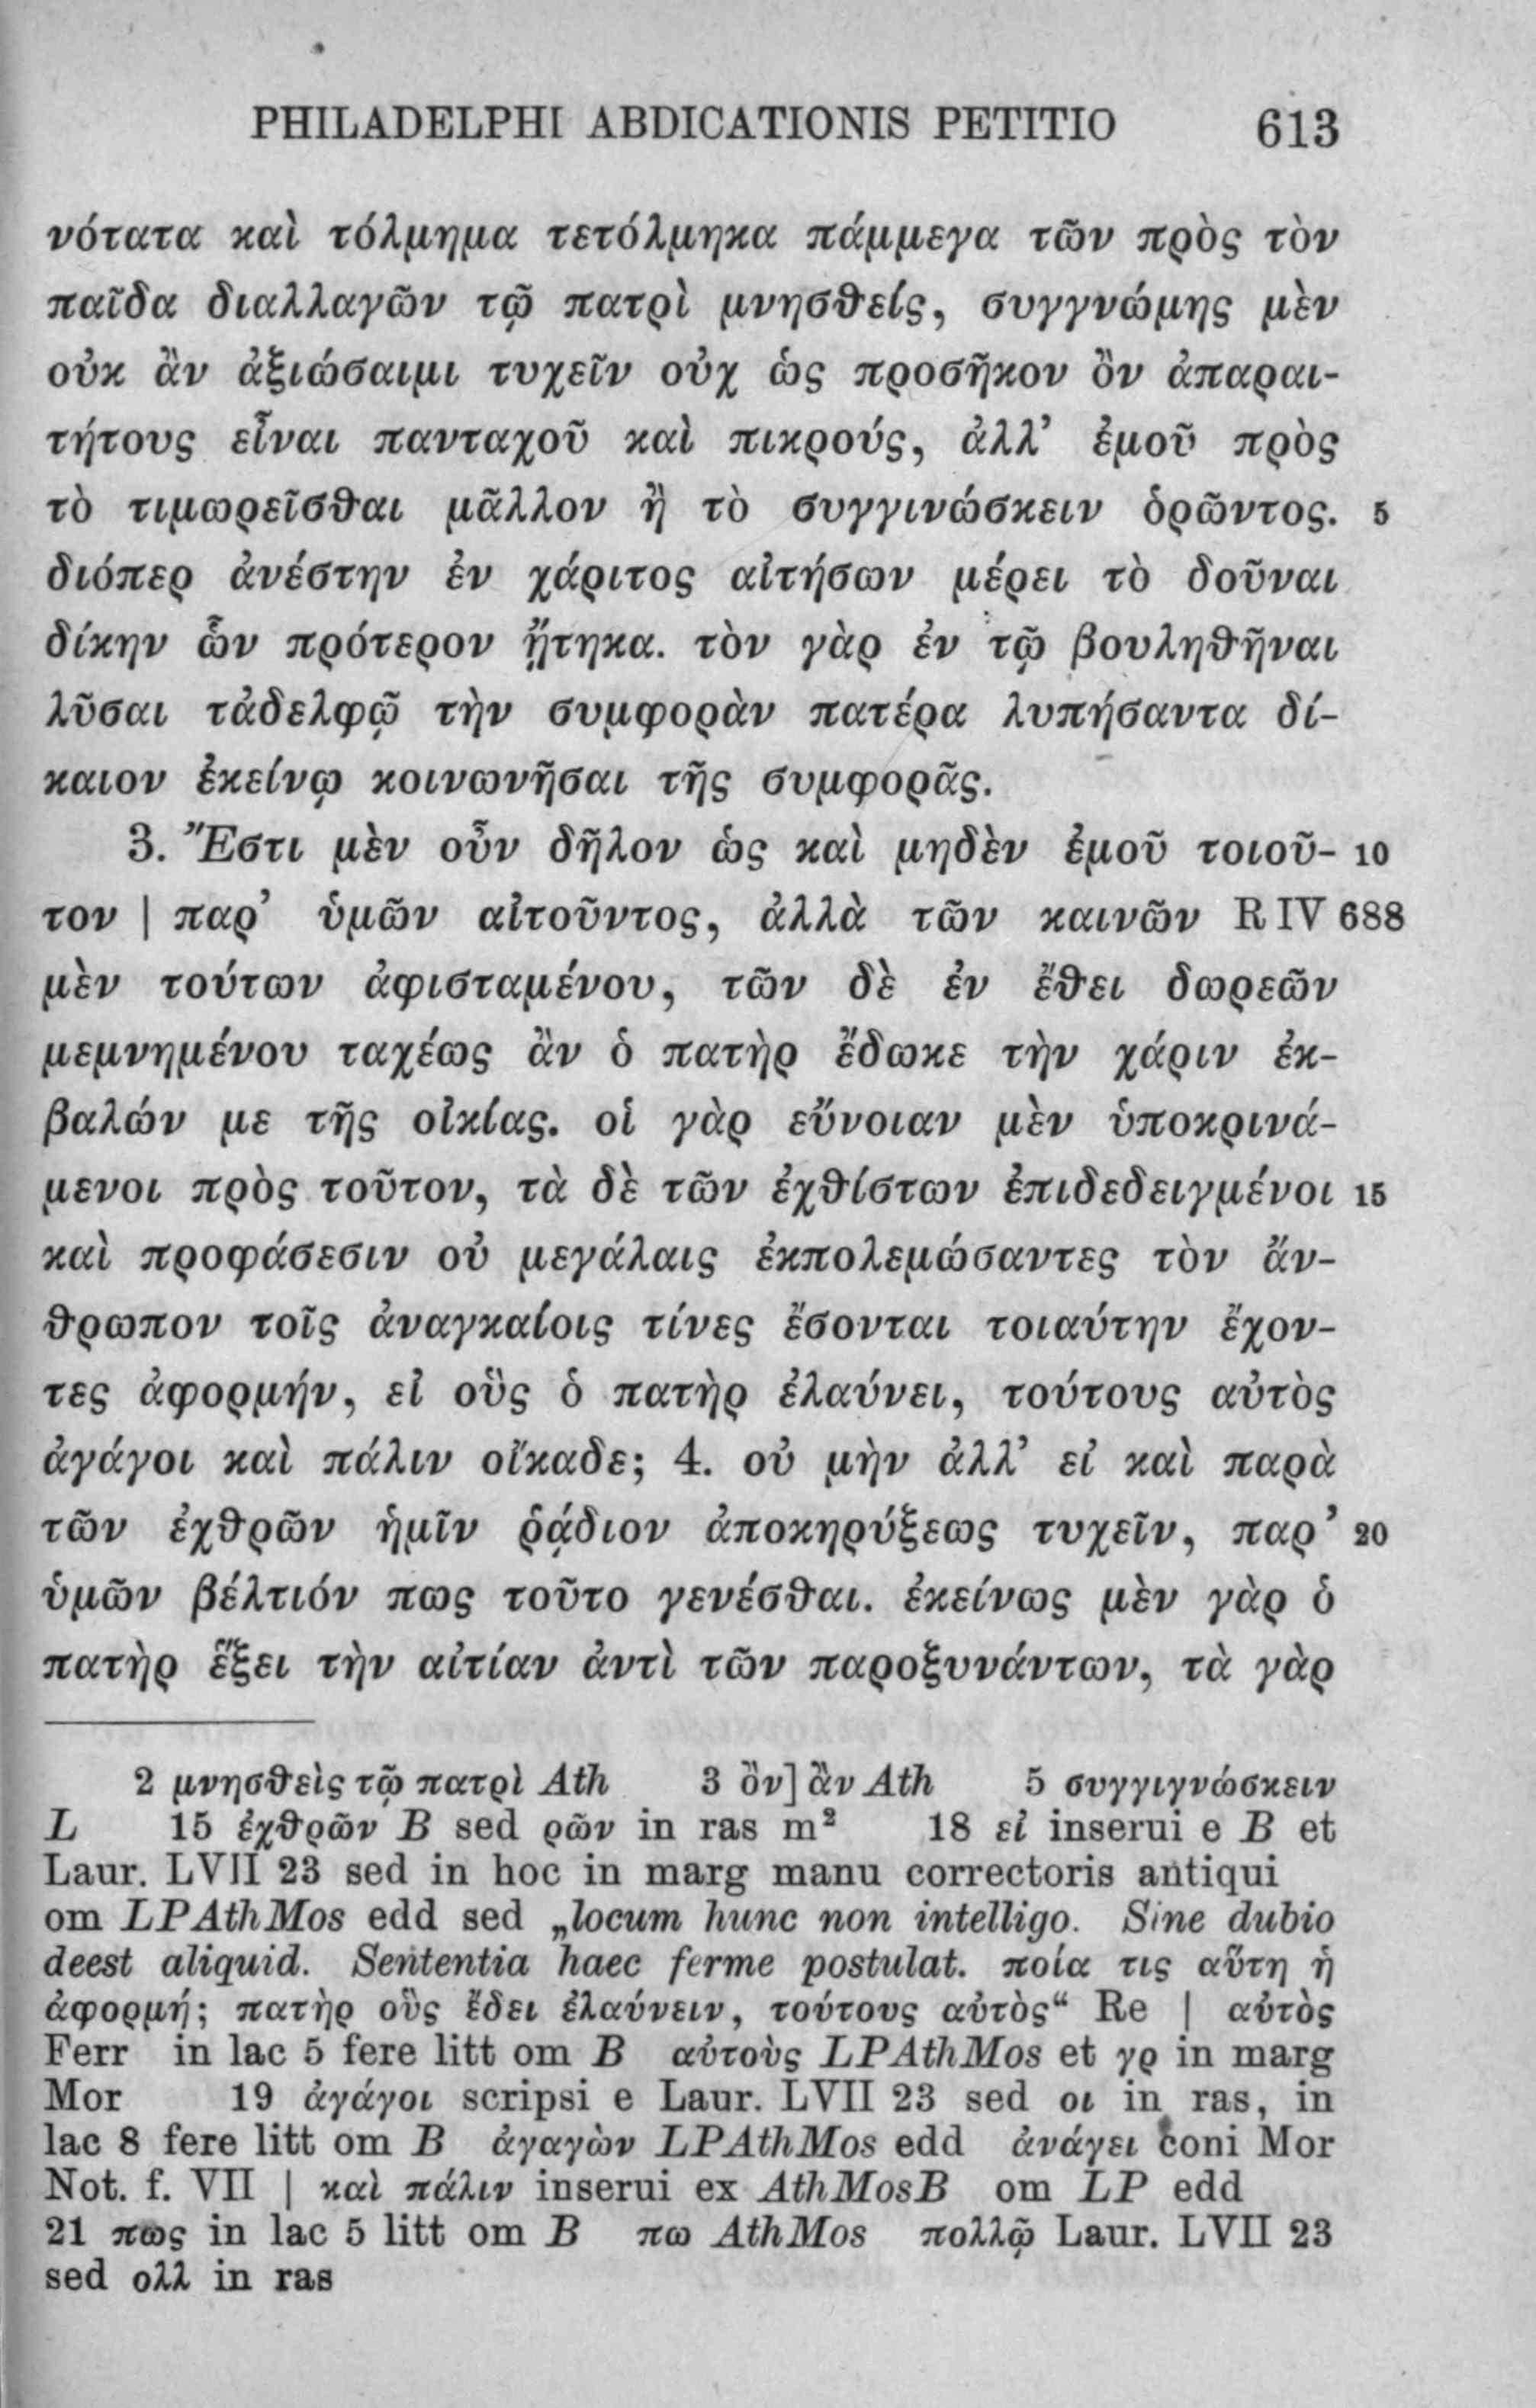 PHILADELPHI ABDICATIONIS PETITIO 613
νότατα καὶ τόλμημα τετόλμηκα πάμμεγα τῶν πρὸς τὸν
παῖδα διαλλαγῶν τῷ πατρὶ μνησθείς, συγγνώμης μὲν
οὐκ ἂν ἀξιώσαιμι τυχεῖν οὐχ ὡς προσῆκον ὂν ἀπαραι-
τήτους εἶναι πανταχοῦ καὶ πικρούς, ἀλλ' ἐμοῦ πρὸς
τὸ τιμωρεῖσθαι μᾶλλον ἢ τὸ συγγινώσκειν ὁρῶντος. 5
διόπερ ἀνέστην ἐν χάριτος αἰτήσων μέρει τὸ δοῦναι
δίκην ὧν πρότερον ᾔτηκα. τὸν γὰρ ἐν τῷ βουληθῆναι
λῦσαι τἀδελφῷ τὴν συμφορὰν πατέρα λυπήσαντα δί-
καιον ἐκείνῳ κοινωνῆσαι τῆς συμφορᾶς.
3. Ἔστι μὲν οὖν δῆλον ὡς καὶ μηδὲν ἐμοῦ τοιοῦ- 10
τον | παρ' ὑμῶν αἰτοῦντος, ἀλλὰ τῶν καινῶν R IV 688
μὲν τούτων ἀφισταμένου, τῶν δὲ ἐν ἔθει δωρεῶν
μεμνημένου ταχέως ἂν ὁ πατὴρ ἔδωκε τὴν χάριν ἐκ-
βαλών με τῆς οἰκίας. οἱ γὰρ εὔνοιαν μὲν ὑποκρινά-
μενοι πρὸς τοῦτον, τὰ δὲ τῶν ἐχθίστων ἐπιδεδειγμένοι 15
καὶ προφάσεσιν οὐ μεγάλαις ἐκπολεμώσαντες τὸν ἄν-
θρωπον τοῖς ἀναγκαίοις τίνες ἔσονται τοιαύτην ἔχον-
τες ἀφορμήν, εἰ οὓς ὁ πατὴρ ἐλαύνει, τούτους αὐτὸς
ἀγάγοι καὶ πάλιν οἴκαδε; 4. οὐ μὴν ἀλλ' εἰ καὶ παρὰ
τῶν ἐχθρῶν ἡμῖν ῥᾴδιον ἀποκηρύξεως τυχεῖν, παρ' 20
ὑμῶν βέλτιόν πως τοῦτο γενέσθαι. ἐκείνως μὲν γὰρ ὁ
πατὴρ ἕξει τὴν αἰτίαν ἀντὶ τῶν παροξυνάντων, τὰ γὰρ
2 μνησθεὶς τῷ πατρὶ Ath 3 ὂν] ἂν Ath 5 συγγιγνώσκειν
L 15 ἐχθρῶν B sed ρῶν in ras m² 18 εἰ inserui e B et
Laur. LVII 23 sed in hoc in marg manu correctoris antiqui
om LPAthMos edd sed „locum hunc non intelligo. Sine dubio
deest aliquid. Sententia haec ferme postulat. ποία τις αὕτη ἡ
ἀφορμή; πατὴρ οὓς ἔδει ἐλαύνειν, τούτους αὐτὸς“ Re | αὐτὸς
Ferr in lac 5 fere litt om B αὐτοὺς LPAthMos et γρ in marg
Mor 19 ἀγάγοι scripsi e Laur. LVII 23 sed οι in ras, in
lac 8 fere litt om B ἀγαγὼν LPAthMos edd ἀνάγει coni Mor
Not. f. VII | καὶ πάλιν inserui ex AthMosB om LP edd
21 πως in lac 5 litt om B πω AthMos πολλῷ Laur. LVII 23
sed ολλ in ras